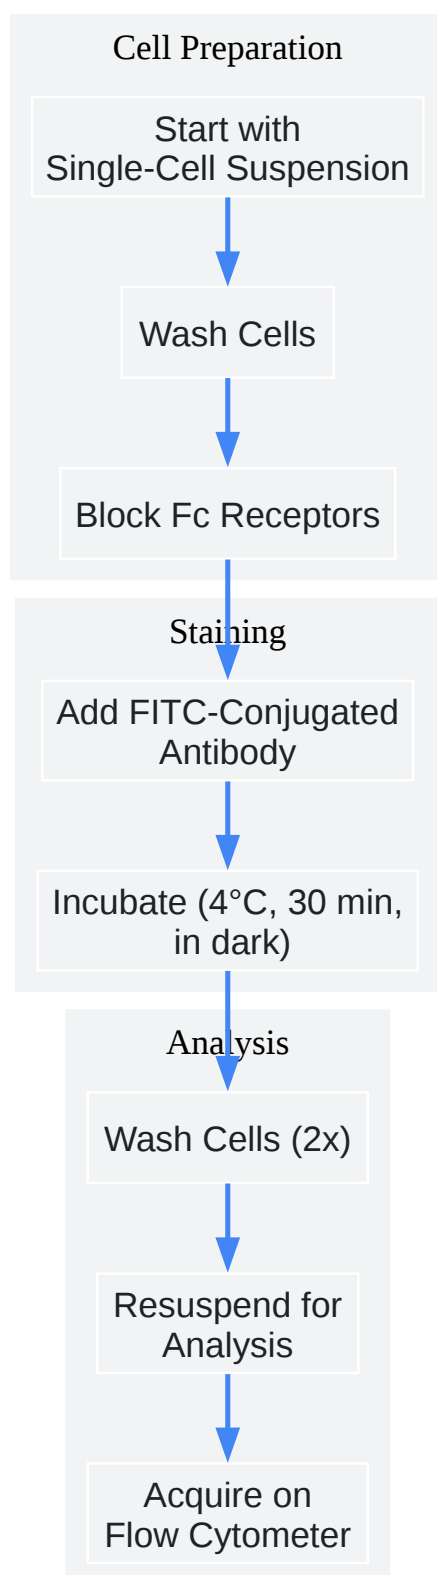 Cell Preparation
Start with
Single-Cell Suspension
Wash Cells
Block Fc Receptors
Staining
Add FITC-Conjugated
Antibody
Incubate (4°C, 30 min,
in dark)
Analysis
Wash Cells (2x)
Resuspend for
Analysis
Acquire on
Flow Cytometer